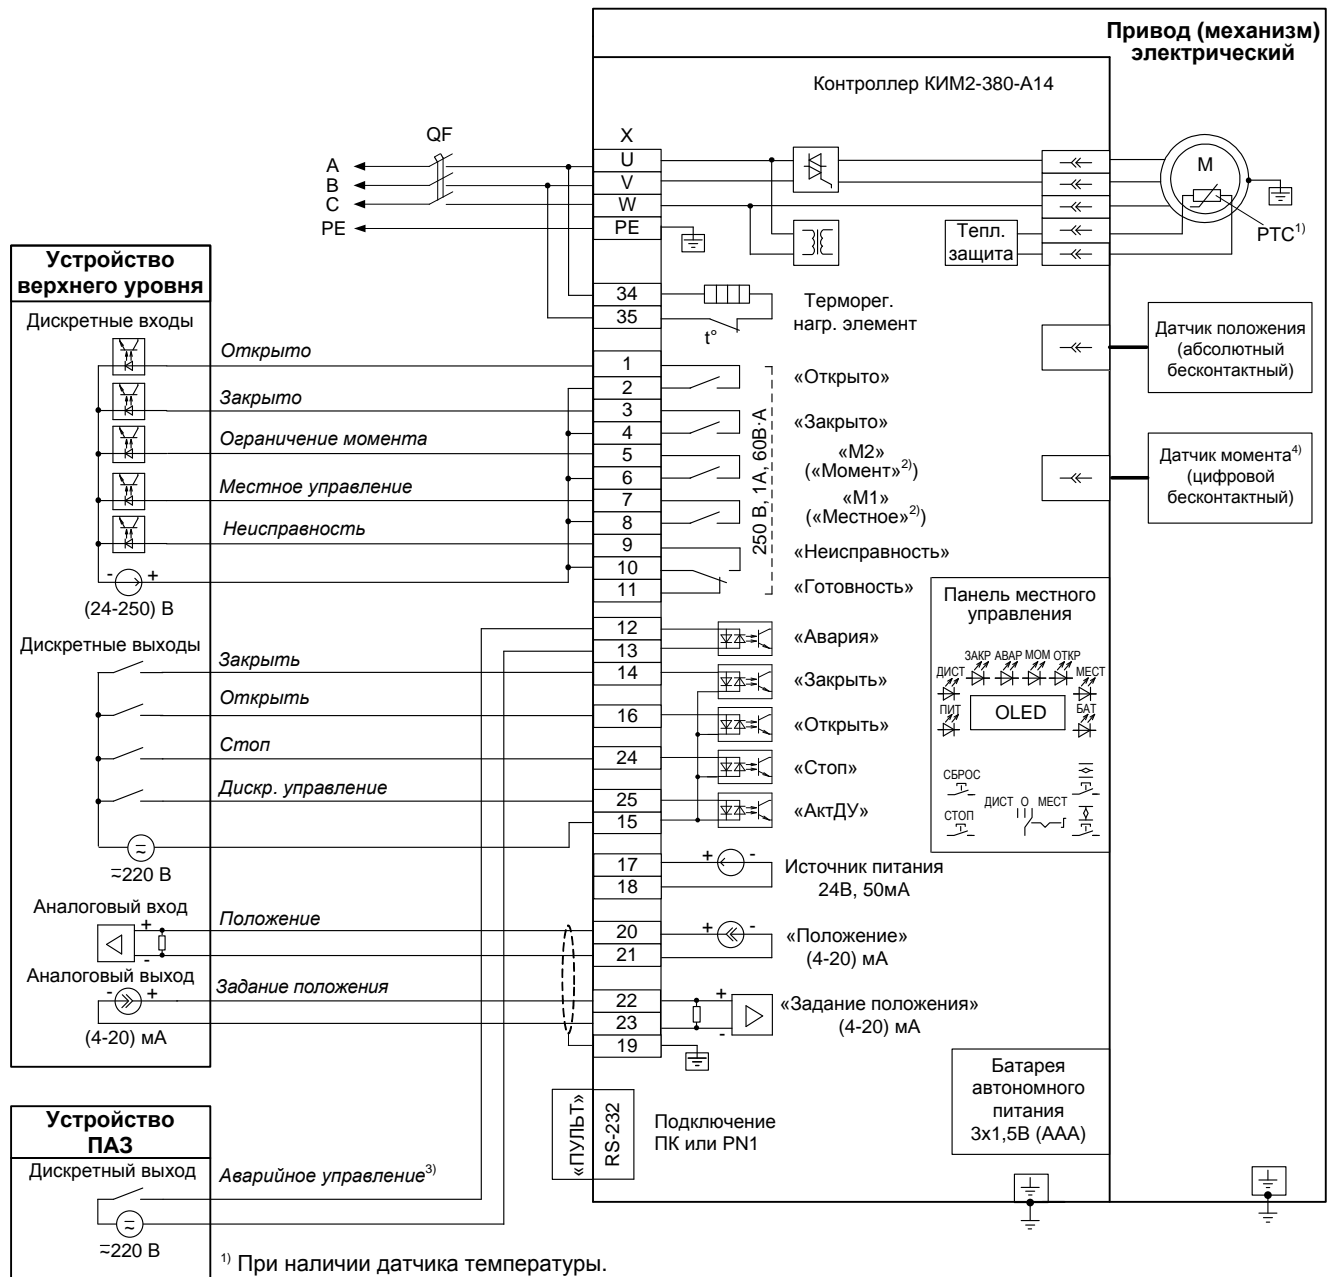 Привод (механизм)
электрический
Контроллер КИМ2-380-А14
QF
X
A
B
C
PE
U
V
W
PE
M
PTC1)
Тепл.
защита
Устройство
верхнего уровня
Дискретные входы
34
35
t°
Терморег.
нагр. элемент
Датчик положения
(абсолютный
бесконтактный)
Открыто
Закрыто
Ограничение момента
Местное управление
Неисправность
- +
(24-250) В
1
2
3
4
5
6
7
8
9
10
11
«Открыто»
«Закрыто»
«М2»
(«Момент»2))
«М1»
(«Местное»2))
«Неисправность»
«Готовность»
250 В, 1А, 60В·А
Датчик момента4)
(цифровой
бесконтактный)
Дискретные выходы
Закрыть
Открыть
Стоп
Дискр. управление
≂220 В
12
13
14
16
24
25
15
«Авария»
«Закрыть»
«Открыть»
«Стоп»
«АктДУ»
Панель местного
управления
ЗАКР АВАР МОМ ОТКР
ДИСТ МЕСТ
ПИТ OLED БАТ
СБРОС
ДИСТ О МЕСТ
СТОП
17
18
+ -
Источник питания
24В, 50мА
Аналоговый вход
+
-
Положение
20
21
+ -
«Положение»
(4-20) мА
Аналоговый выход
- +
(4-20) мА
Задание положения
22
23
19
+
-
«Задание положения»
(4-20) мА
Батарея
автономного
питания
3х1,5В (ААА)
«ПУЛЬТ»
RS-232
Подключение
ПК или PN1
Устройство
ПАЗ
Дискретный выход
≂220 В
Аварийное управление3)
1) При наличии датчика температуры.